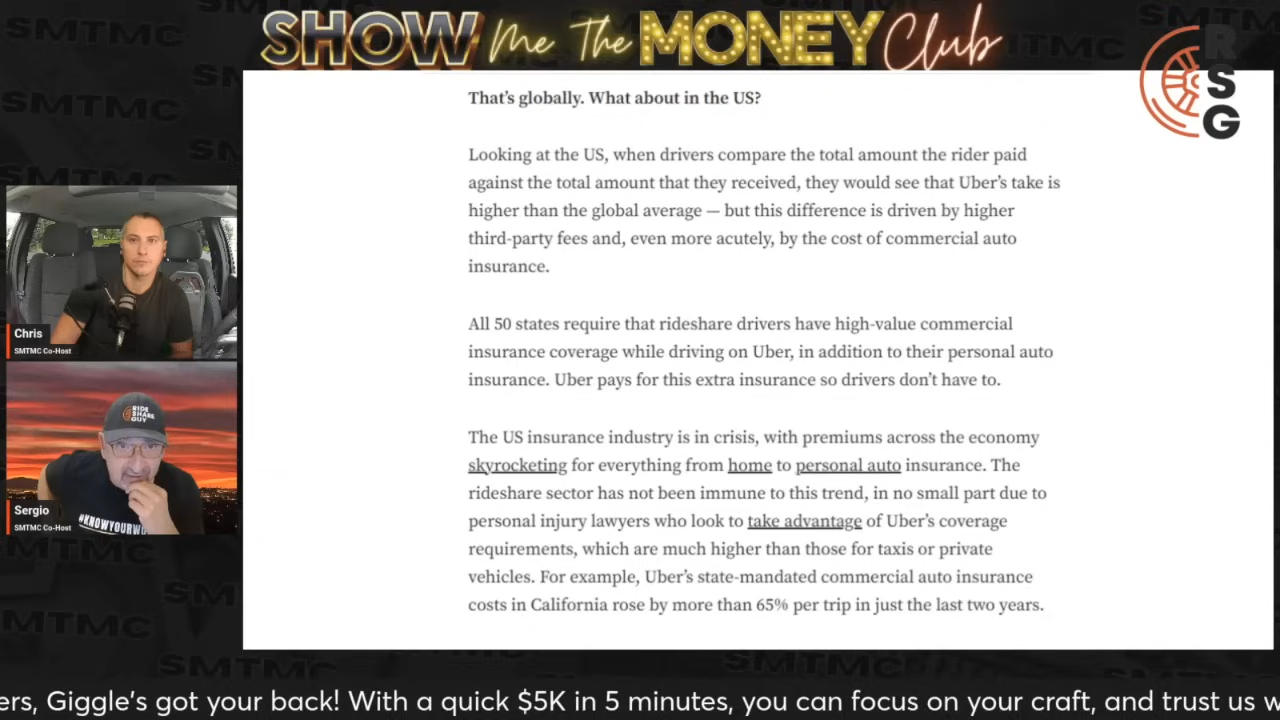 SHOW Me The MONEY Club
RSG
That's globally. What about in the US?
Looking at the US, when drivers compare the total amount the rider paid
against the total amount that they received, they would see that Uber's take is
higher than the global average — but this difference is driven by higher
third-party fees and, even more acutely, by the cost of commercial auto
insurance.
All 50 states require that rideshare drivers have high-value commercial
insurance coverage while driving on Uber, in addition to their personal auto
insurance. Uber pays for this extra insurance so drivers don't have to.
The US insurance industry is in crisis, with premiums across the economy
skyrocketing for everything from home to personal auto insurance. The
rideshare sector has not been immune to this trend, in no small part due to
personal injury lawyers who look to take advantage of Uber's coverage
requirements, which are much higher than those for taxis or private
vehicles. For example, Uber's state-mandated commercial auto insurance
costs in California rose by more than 65% per trip in just the last two years.
Chris
SMTMC Co-Host
RIDE
SHARE
GUY
Sergio
SMTMC Co-Host
#KNOWYOURWO
SMTMC
SMTMC
SMTMC
SMTMC
SMTMC
SMTMC
ers, Giggle's got your back! With a quick $5K in 5 minutes, you can focus on your craft, and trust us w